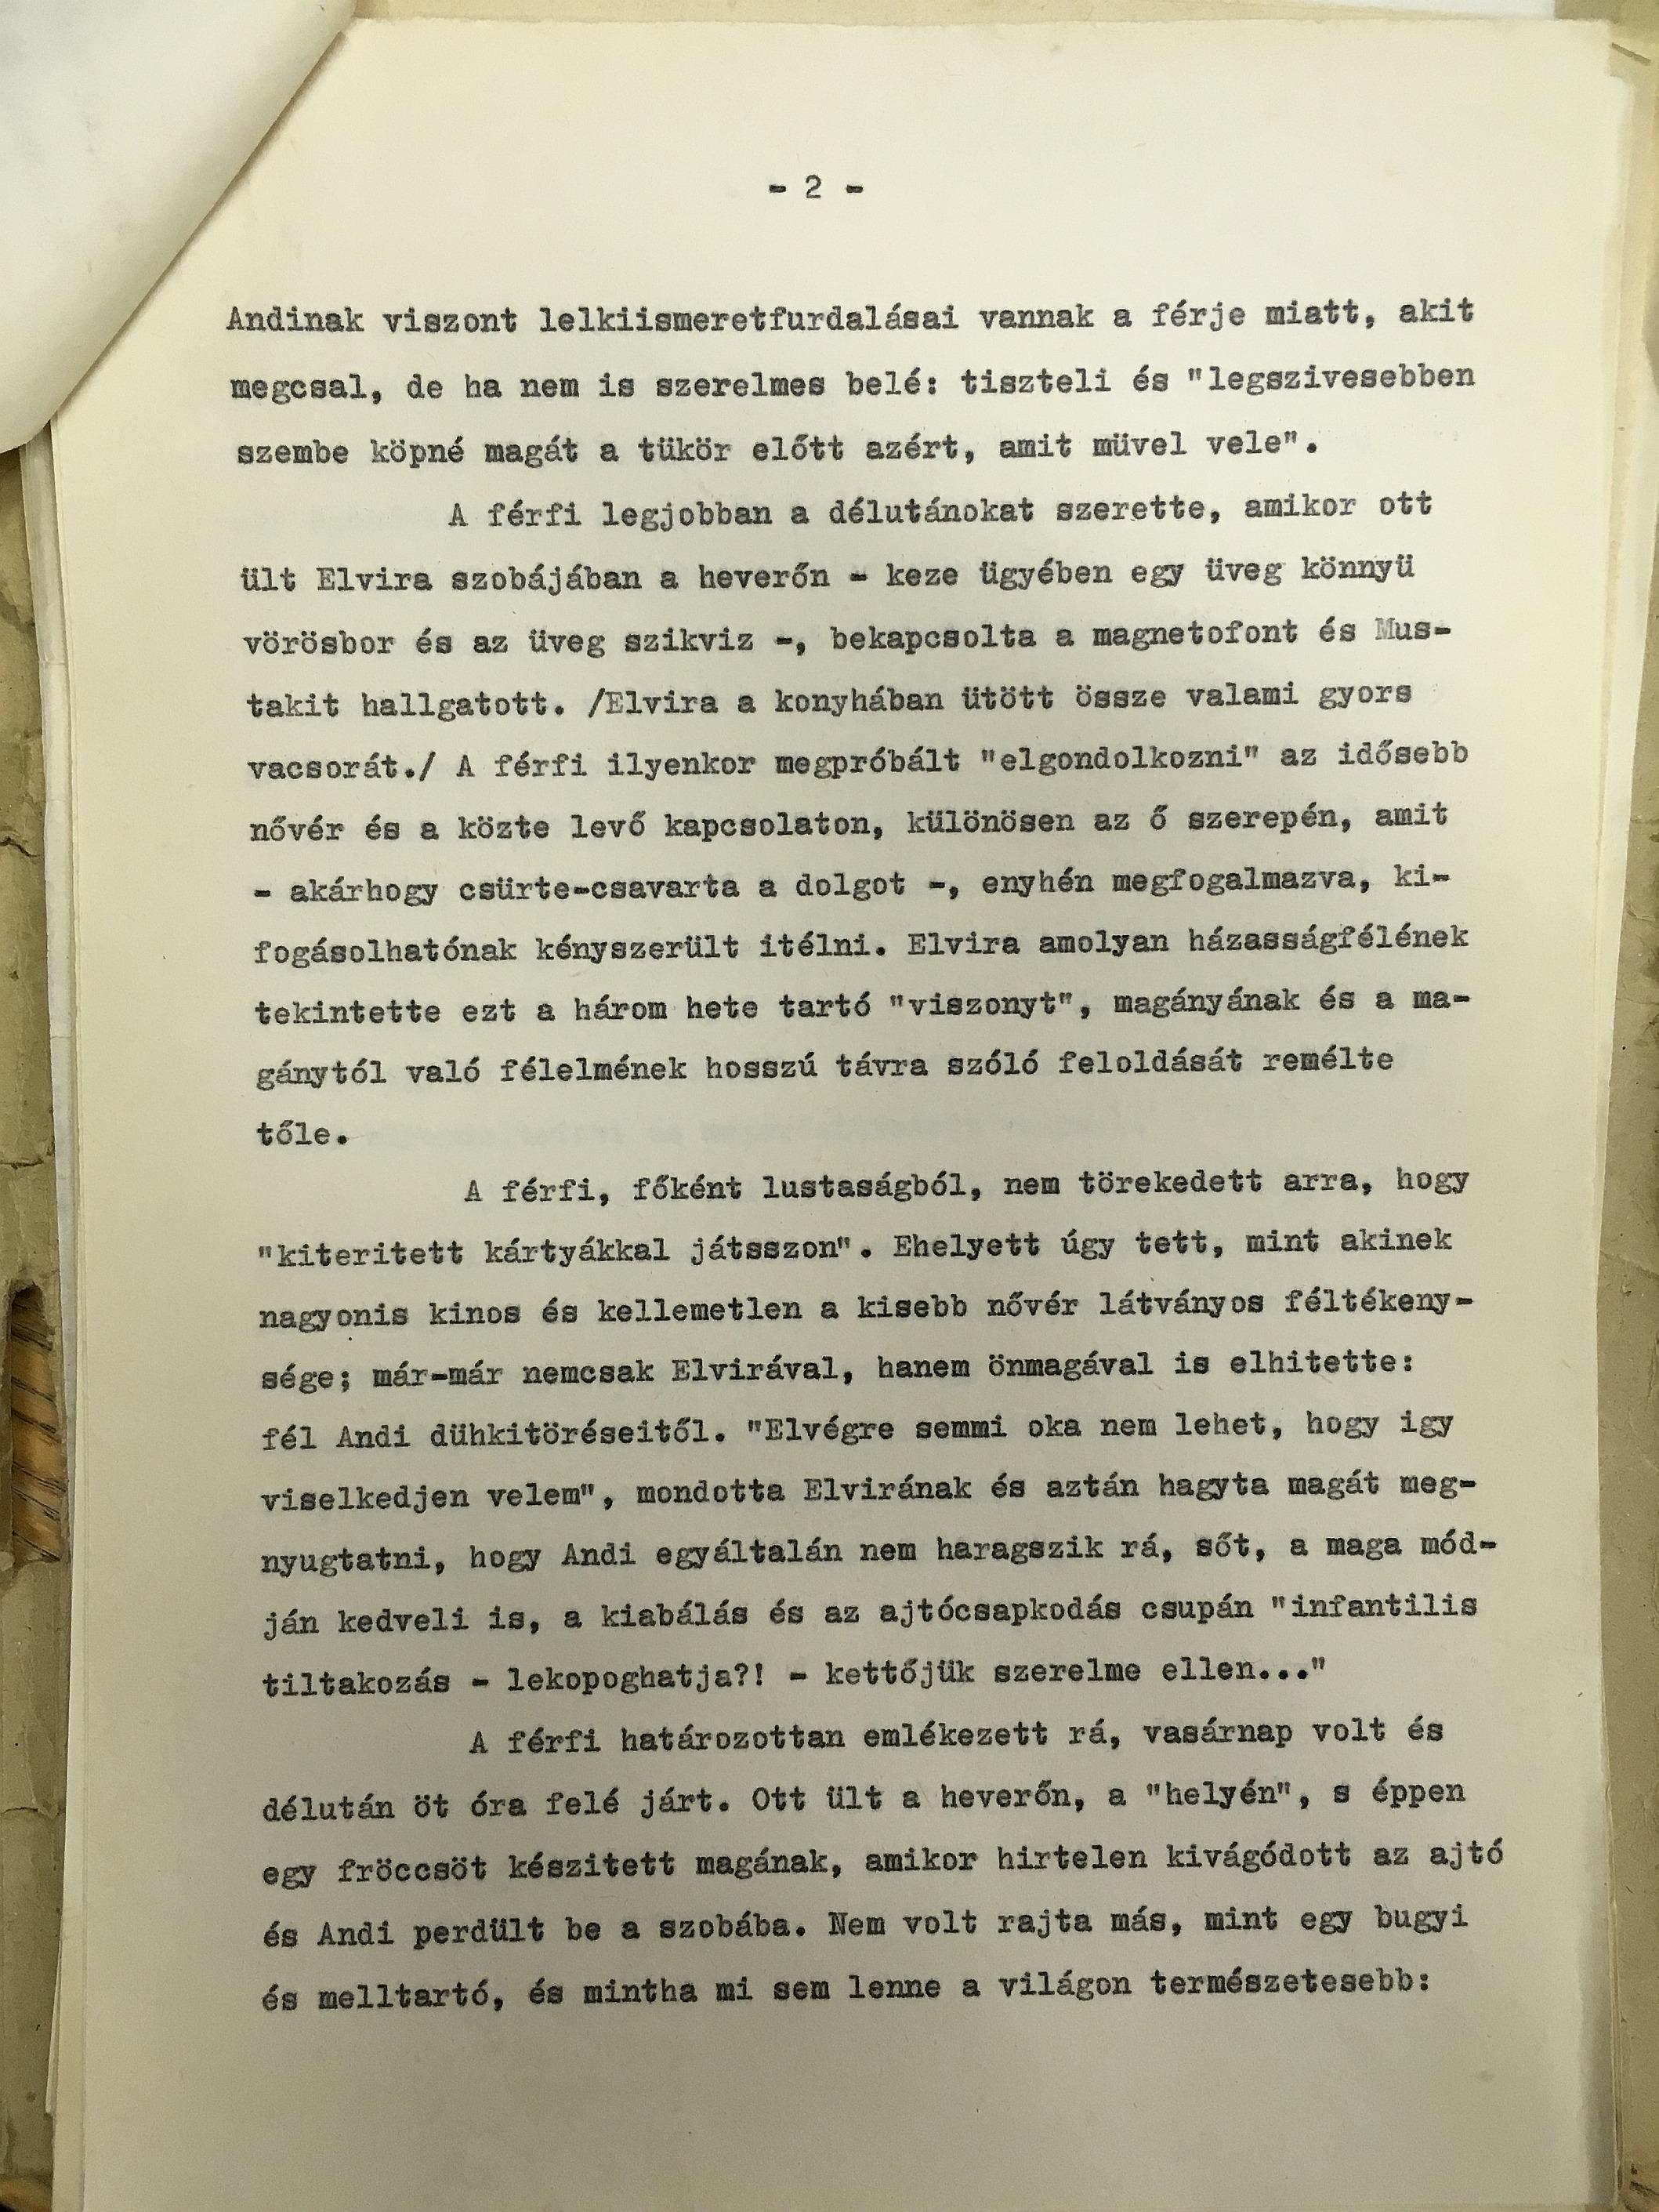 - 2 -
Andinak viszont lelkiismeretfurdalásai vannak a férje miatt, akit
megcsal, de ha nem is szerelmes belé: tiszteli és "legszivesebben
szembe köpné magát a tükör előtt azért, amit müvel vele".
A férfi legjobban a délutánokat szerette, amikor ott
ült Elvira szobájában a heverőn - keze ügyében egy üveg könnyü
vörösbor és az üveg szikviz -, bekapcsolta a magnetofont és Mus-
takit hallgatott. /Elvira a konyhában ütött össze valami gyors
vacsorát./ A férfi ilyenkor megpróbált "elgondolkozni" az idősebb
nővér és a közte levő kapcsolaton, különösen az ő szerepén, amit
- akárhogy csürte-csavarta a dolgot -, enyhén megfogalmazva, ki-
fogásolhatónak kényszerült itélni. Elvira amolyan házasságfélének
tekintette ezt a három hete tartó "viszonyt", magányának és a ma-
gánytól való félelmének hosszú távra szóló feloldását remélte
tőle.
A férfi, főként lustaságból, nem törekedett arra, hogy
"kiteritett kártyákkal játsszon". Ehelyett úgy tett, mint akinek
nagyonis kinos és kellemetlen a kisebb nővér látványos féltékeny-
sége; már-már nemcsak Elvirával, hanem önmagával is elhitette:
fél Andi dühkitöréseitől. "Elvégre semmi oka nem lehet, hogy igy
viselkedjen velem", mondotta Elvirának és aztán hagyta magát meg-
nyugtatni, hogy Andi egyáltalán nem haragszik rá, sőt, a maga mód-
ján kedveli is, a kiabálás és az ajtócsapkodás csupán "infantilis
tiltakozás - lekopoghatja?! - kettőjük szerelme ellen..."
A férfi határozottan emlékezett rá, vasárnap volt és
délután öt óra felé járt. Ott ült a heverőn, a "helyén", s éppen
egy fröccsöt készitett magának, amikor hirtelen kivágódott az ajtó
és Andi perdült be a szobába. Nem volt rajta más, mint egy bugyi
és melltartó, és mintha mi sem lenne a világon természetesebb: